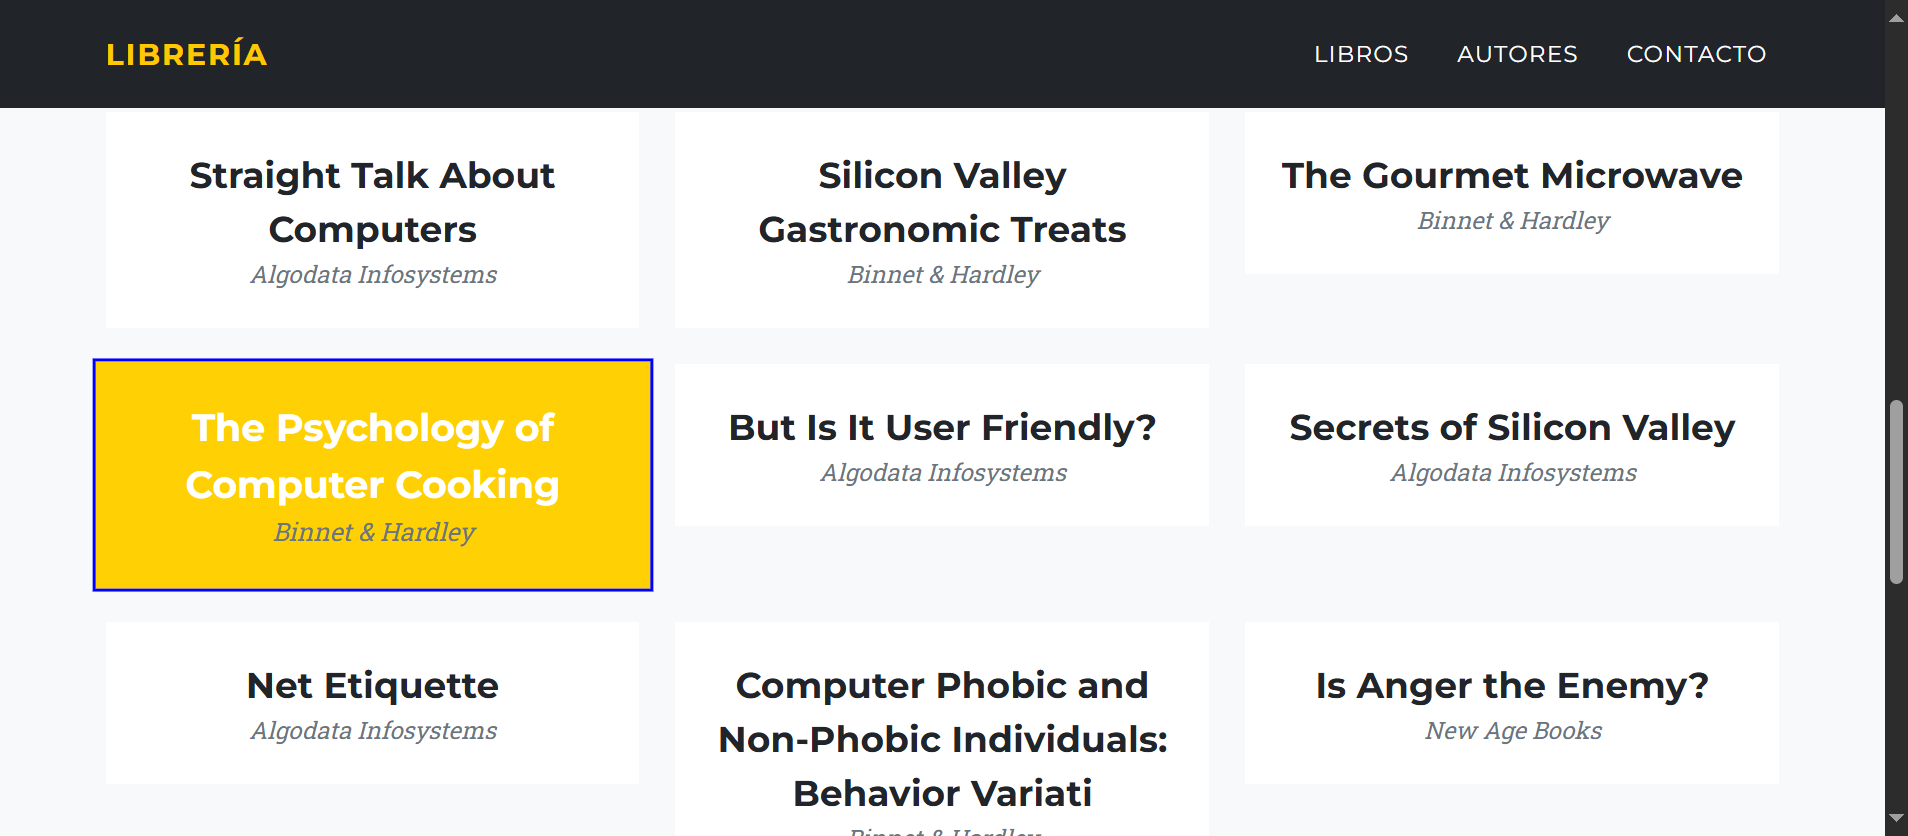 LIBRERÍA
LIBROS AUTORES CONTACTO
Straight Talk About
Computers
Algodata Infosystems
Silicon Valley
Gastronomic Treats
Binnet & Hardley
The Gourmet Microwave
Binnet & Hardley
The Psychology of
Computer Cooking
Binnet & Hardley
But Is It User Friendly?
Algodata Infosystems
Secrets of Silicon Valley
Algodata Infosystems
Net Etiquette
Algodata Infosystems
Computer Phobic and
Non-Phobic Individuals:
Behavior Variati
Binnet & Hardley
Is Anger the Enemy?
New Age Books